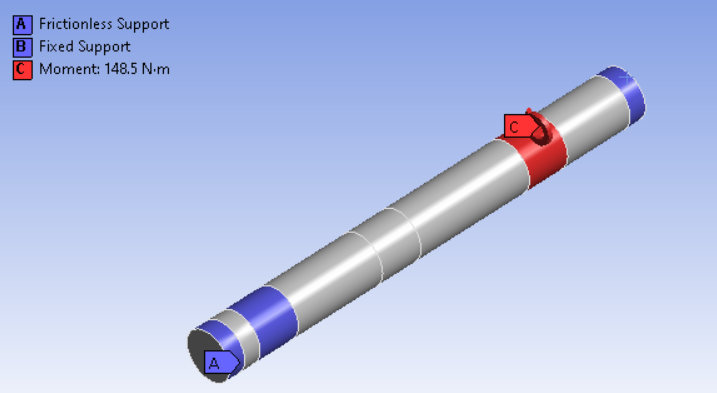 A Frictionless Support
B Fixed Support
C Moment: 148.5 N·m
C
A